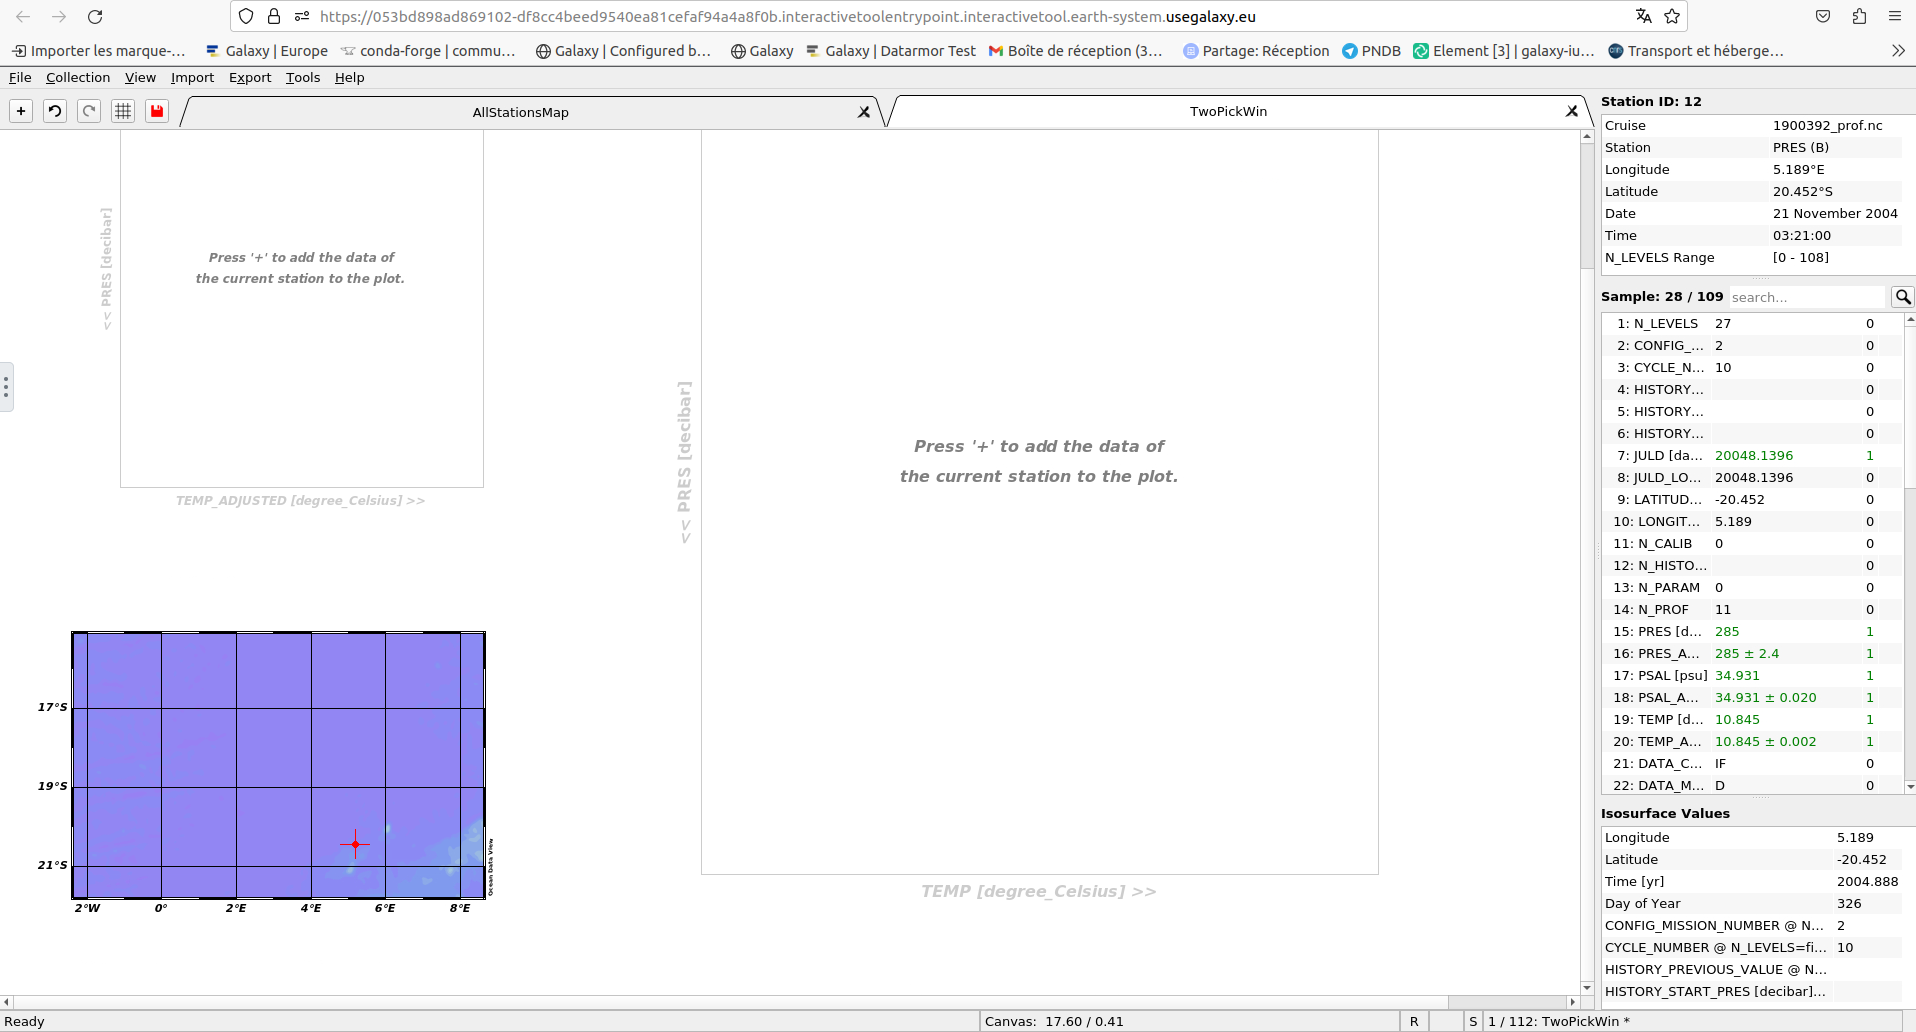 https://053bd898ad869102-df8cc4beed9540ea81cefaf94a4a8f0b.interactivetoolentrypoint.interactivetool.earth-system.usegalaxy.eu
Importer les marque-… Galaxy | Europe conda-forge | commu… Galaxy | Configured b… Galaxy Galaxy | Datarmor Test Boîte de réception (3… Partage: Réception PNDB Element [3] | galaxy-iu… Transport et héberge…
File Collection View Import Export Tools Help
AllStationsMap TwoPickWin
<< PRES [decibar]
Press '+' to add the data of
the current station to the plot.
TEMP_ADJUSTED [degree_Celsius] >>
<< PRES [decibar]
Press '+' to add the data of
the current station to the plot.
TEMP [degree_Celsius] >>
17°S
19°S
21°S
2°W 0° 2°E 4°E 6°E 8°E
Ocean Data View
Station ID: 12
Cruise 1900392_prof.nc
Station PRES (B)
Longitude 5.189°E
Latitude 20.452°S
Date 21 November 2004
Time 03:21:00
N_LEVELS Range [0 - 108]
Sample: 28 / 109 search...
1: N_LEVELS 27 0
2: CONFIG_… 2 0
3: CYCLE_N… 10 0
4: HISTORY… 0
5: HISTORY… 0
6: HISTORY… 0
7: JULD [da… 20048.1396 1
8: JULD_LO… 20048.1396 0
9: LATITUD… -20.452 0
10: LONGIT… 5.189 0
11: N_CALIB 0 0
12: N_HISTO… 0
13: N_PARAM 0 0
14: N_PROF 11 0
15: PRES [d… 285 1
16: PRES_A… 285 ± 2.4 1
17: PSAL [psu] 34.931 1
18: PSAL_A… 34.931 ± 0.020 1
19: TEMP [d… 10.845 1
20: TEMP_A… 10.845 ± 0.002 1
21: DATA_C… IF 0
22: DATA_M… D 0
Isosurface Values
Longitude 5.189
Latitude -20.452
Time [yr] 2004.888
Day of Year 326
CONFIG_MISSION_NUMBER @ N… 2
CYCLE_NUMBER @ N_LEVELS=fi… 10
HISTORY_PREVIOUS_VALUE @ N…
HISTORY_START_PRES [decibar]…
Ready Canvas: 17.60 / 0.41 R S 1 / 112: TwoPickWin *